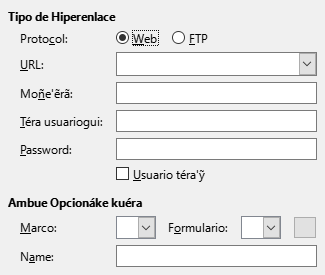 Tipo de Hiperenlace
Protocol: Web FTP
URL:
Moñe'ẽrã:
Téra usuariogui:
Password:
Usuario téra'ỹ
Ambue Opcionáke kuéra
Marco: Formulario:
Name: